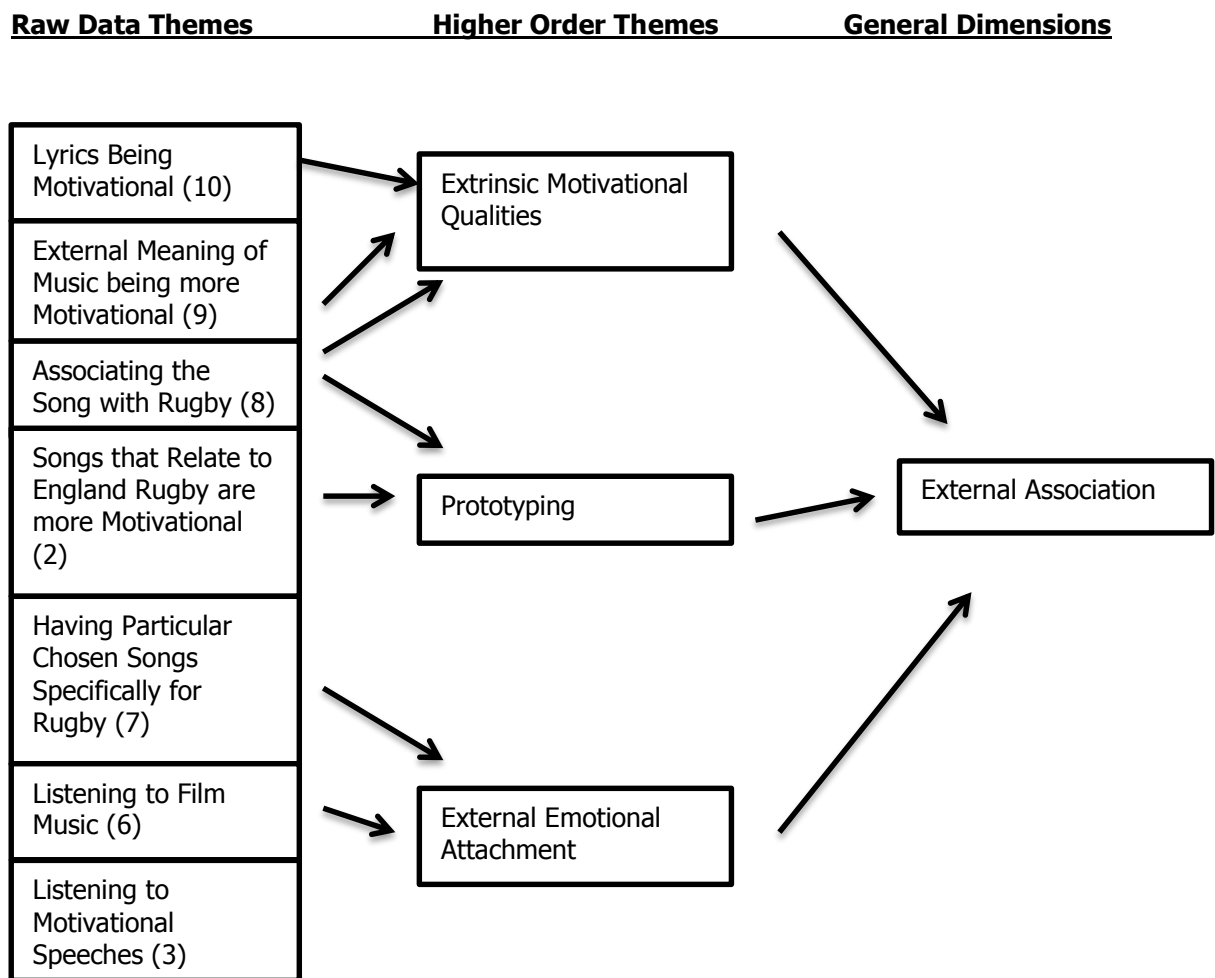 Raw Data Themes Higher Order Themes General Dimensions
Lyrics Being
Motivational (10)
External Meaning of
Music being more
Motivational (9)
Associating the
Song with Rugby (8)
Songs that Relate to
England Rugby are
more Motivational
(2)
Having Particular
Chosen Songs
Specifically for
Rugby (7)
Listening to Film
Music (6)
Listening to
Motivational
Speeches (3)
Extrinsic Motivational
Qualities
Prototyping
External Emotional
Attachment
External Association